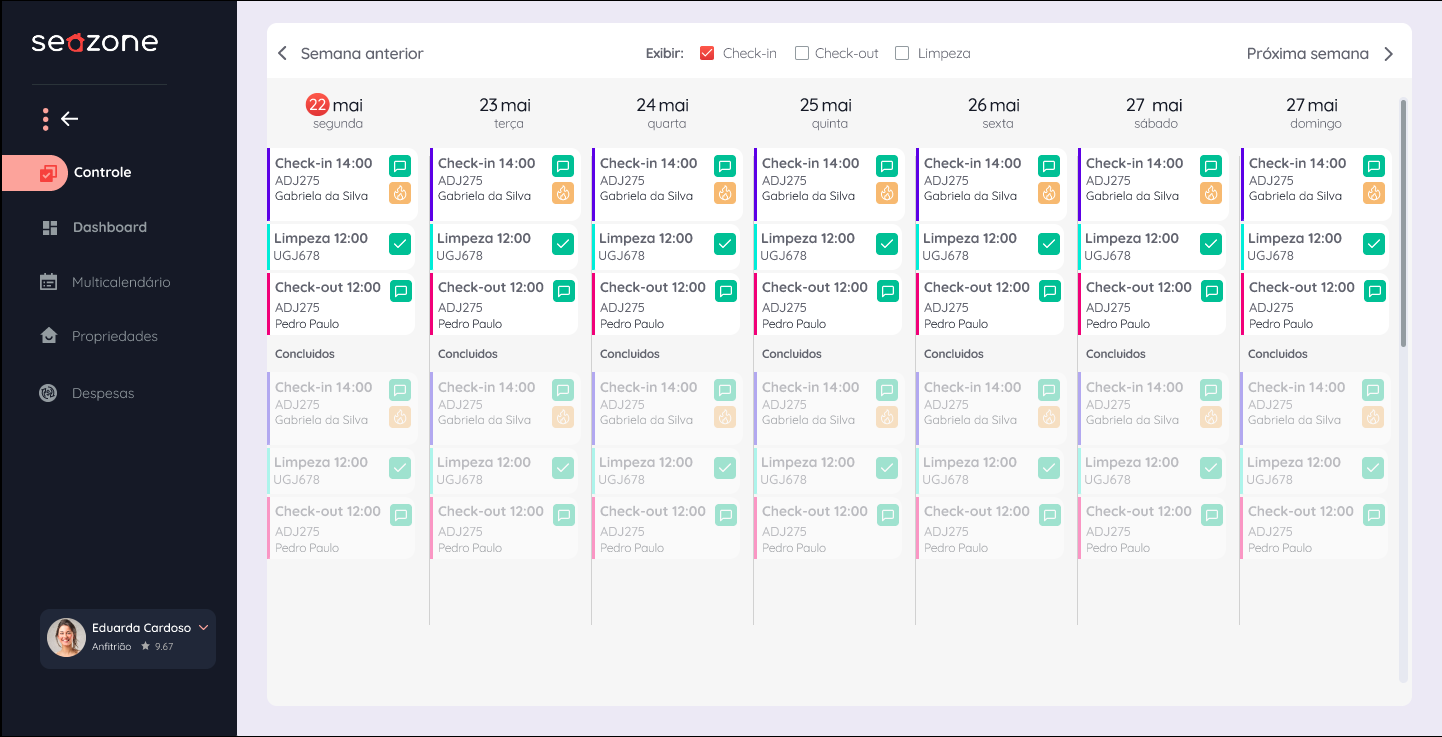 seazone
Controle
Dashboard
Multicalendário
Propriedades
Despesas
Eduarda Cardoso
Anfitrião 9.67
Semana anterior
Exibir: Check-in Check-out Limpeza
Próxima semana
22 mai
segunda
Check-in 14:00
ADJ275
Gabriela da Silva
Limpeza 12:00
UGJ678
Check-out 12:00
ADJ275
Pedro Paulo
Concluidos
Check-in 14:00
ADJ275
Gabriela da Silva
Limpeza 12:00
UGJ678
Check-out 12:00
ADJ275
Pedro Paulo
23 mai
terça
Check-in 14:00
ADJ275
Gabriela da Silva
Limpeza 12:00
UGJ678
Check-out 12:00
ADJ275
Pedro Paulo
Concluidos
Check-in 14:00
ADJ275
Gabriela da Silva
Limpeza 12:00
UGJ678
Check-out 12:00
ADJ275
Pedro Paulo
24 mai
quarta
Check-in 14:00
ADJ275
Gabriela da Silva
Limpeza 12:00
UGJ678
Check-out 12:00
ADJ275
Pedro Paulo
Concluidos
Check-in 14:00
ADJ275
Gabriela da Silva
Limpeza 12:00
UGJ678
Check-out 12:00
ADJ275
Pedro Paulo
25 mai
quinta
Check-in 14:00
ADJ275
Gabriela da Silva
Limpeza 12:00
UGJ678
Check-out 12:00
ADJ275
Pedro Paulo
Concluidos
Check-in 14:00
ADJ275
Gabriela da Silva
Limpeza 12:00
UGJ678
Check-out 12:00
ADJ275
Pedro Paulo
26 mai
sexta
Check-in 14:00
ADJ275
Gabriela da Silva
Limpeza 12:00
UGJ678
Check-out 12:00
ADJ275
Pedro Paulo
Concluidos
Check-in 14:00
ADJ275
Gabriela da Silva
Limpeza 12:00
UGJ678
Check-out 12:00
ADJ275
Pedro Paulo
27 mai
sábado
Check-in 14:00
ADJ275
Gabriela da Silva
Limpeza 12:00
UGJ678
Check-out 12:00
ADJ275
Pedro Paulo
Concluidos
Check-in 14:00
ADJ275
Gabriela da Silva
Limpeza 12:00
UGJ678
Check-out 12:00
ADJ275
Pedro Paulo
27 mai
domingo
Check-in 14:00
ADJ275
Gabriela da Silva
Limpeza 12:00
UGJ678
Check-out 12:00
ADJ275
Pedro Paulo
Concluidos
Check-in 14:00
ADJ275
Gabriela da Silva
Limpeza 12:00
UGJ678
Check-out 12:00
ADJ275
Pedro Paulo